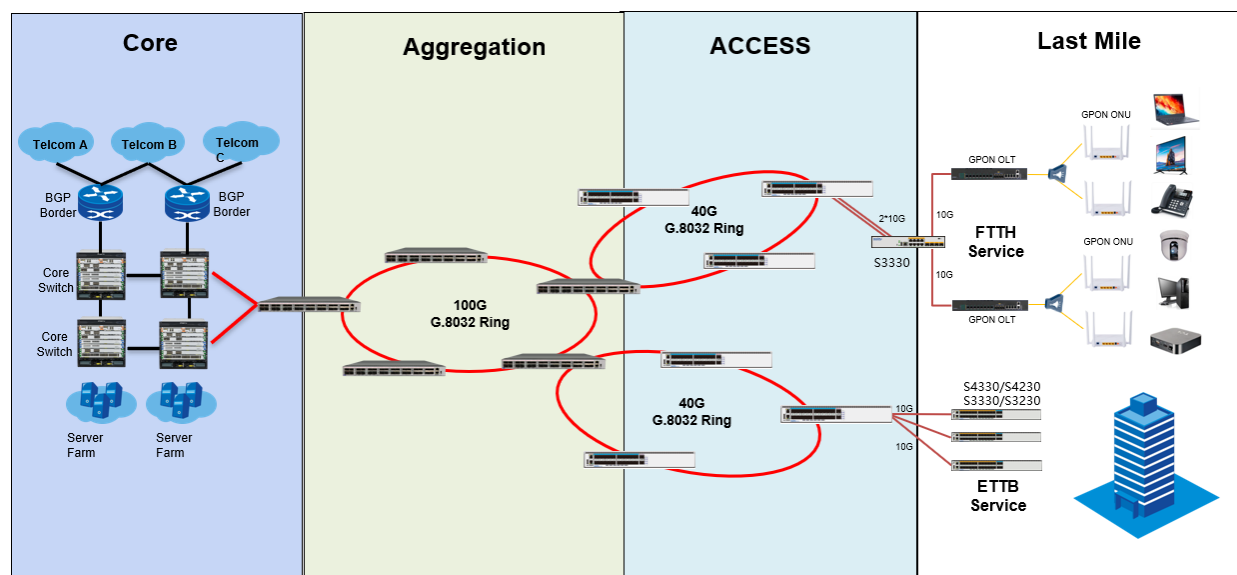 Core
Aggregation
ACCESS
Last Mile
Telcom A
Telcom B
Telcom
C
BGP
Border
BGP
Border
Core
Switch
Core
Switch
Server
Farm
Server
Farm
100G
G.8032 Ring
40G
G.8032 Ring
40G
G.8032 Ring
2*10G
S3330
10G
10G
GPON OLT
GPON ONU
FTTH
Service
GPON ONU
GPON OLT
10G
10G
S4330/S4230
S3330/S3230
ETTB
Service